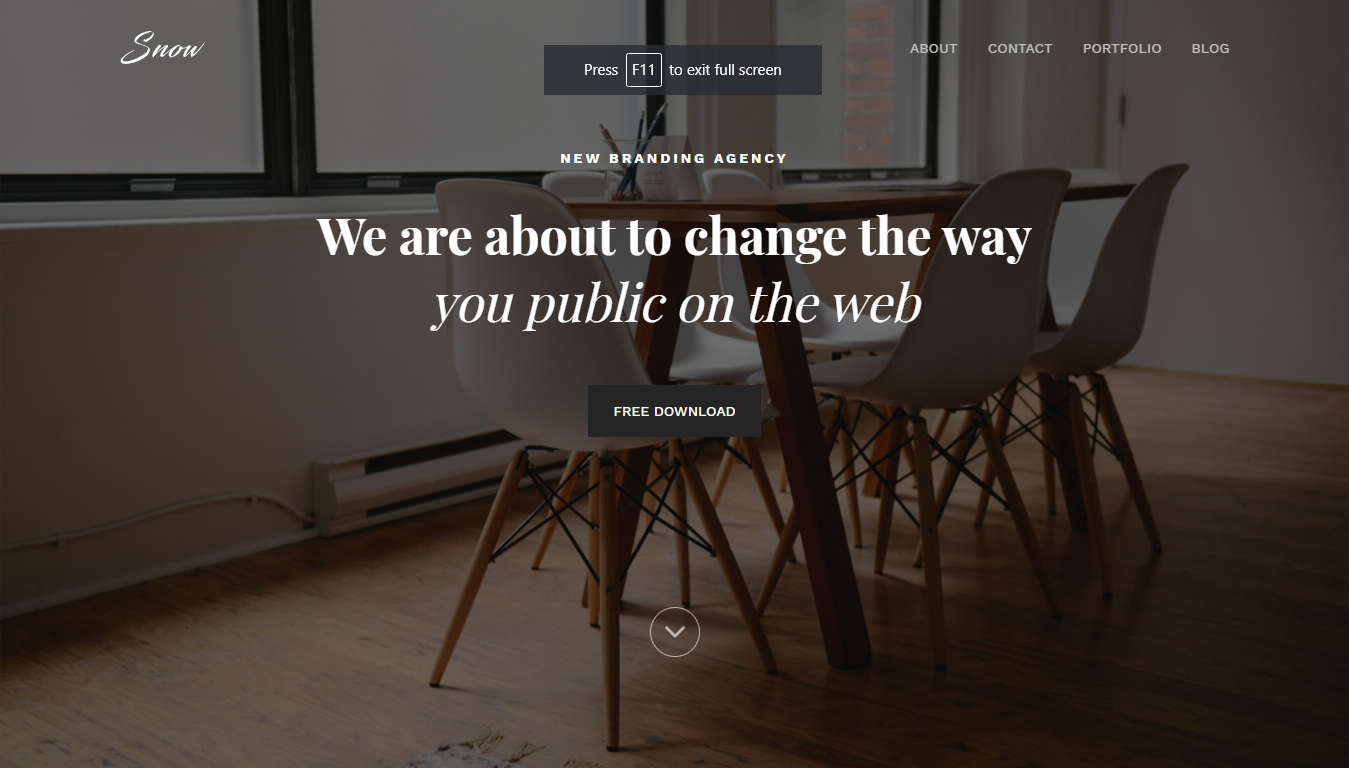 Snow
ABOUT CONTACT PORTFOLIO BLOG
Press F11 to exit full screen
NEW BRANDING AGENCY
We are about to change the way
you public on the web
FREE DOWNLOAD